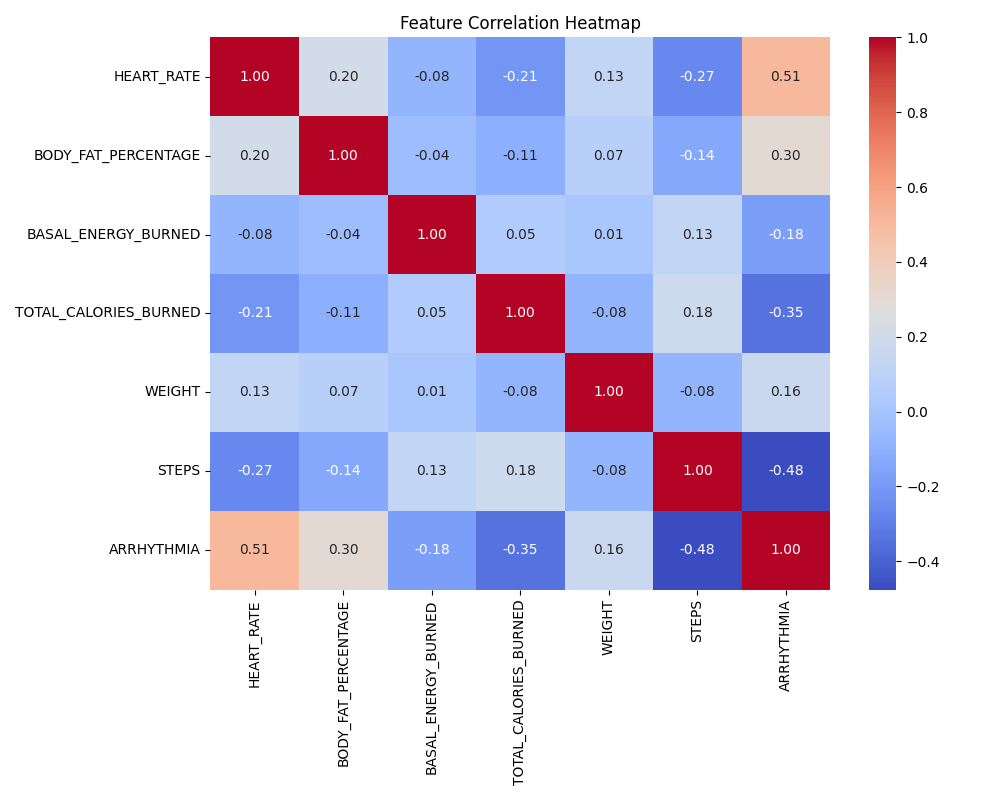 Feature Correlation Heatmap
HEART_RATE 1.00 0.20 -0.08 -0.21 0.13 -0.27 0.51
BODY_FAT_PERCENTAGE 0.20 1.00 -0.04 -0.11 0.07 -0.14 0.30
BASAL_ENERGY_BURNED -0.08 -0.04 1.00 0.05 0.01 0.13 -0.18
TOTAL_CALORIES_BURNED -0.21 -0.11 0.05 1.00 -0.08 0.18 -0.35
WEIGHT 0.13 0.07 0.01 -0.08 1.00 -0.08 0.16
STEPS -0.27 -0.14 0.13 0.18 -0.08 1.00 -0.48
ARRHYTHMIA 0.51 0.30 -0.18 -0.35 0.16 -0.48 1.00
HEART_RATE
BODY_FAT_PERCENTAGE
BASAL_ENERGY_BURNED
TOTAL_CALORIES_BURNED
WEIGHT
STEPS
ARRHYTHMIA
1.0
0.8
0.6
0.4
0.2
0.0
−0.2
−0.4